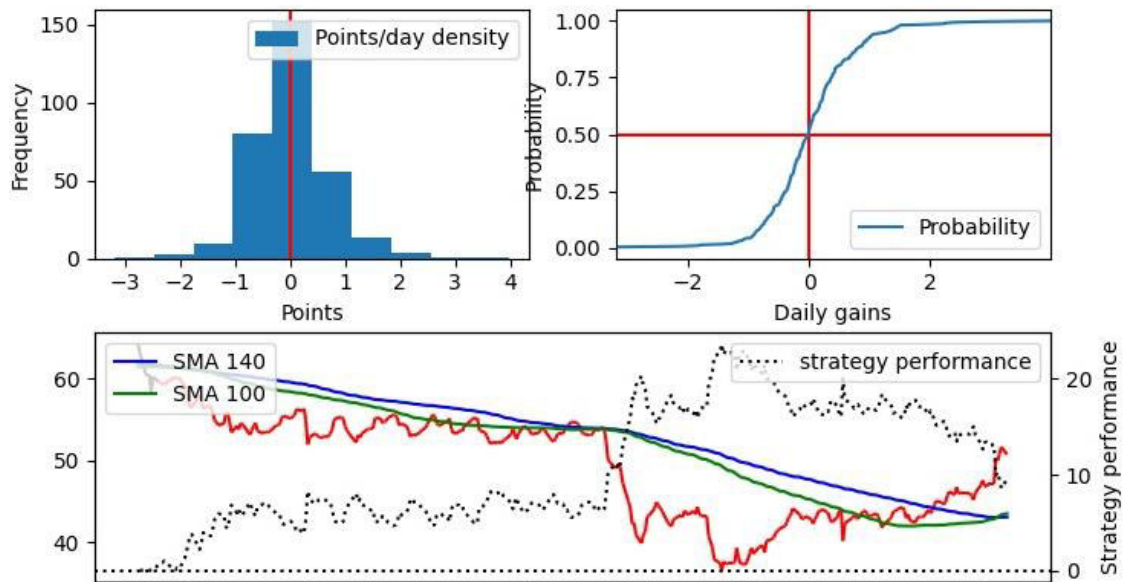 150
100
50
0
Frequency
Points/day density
−3 −2 −1 0 1 2 3 4
Points
1.00
0.75
0.50
0.25
0.00
Probability
Probability
−2 0 2
Daily gains
60
50
40
SMA 140
SMA 100
strategy performance
20
10
0
Strategy performance